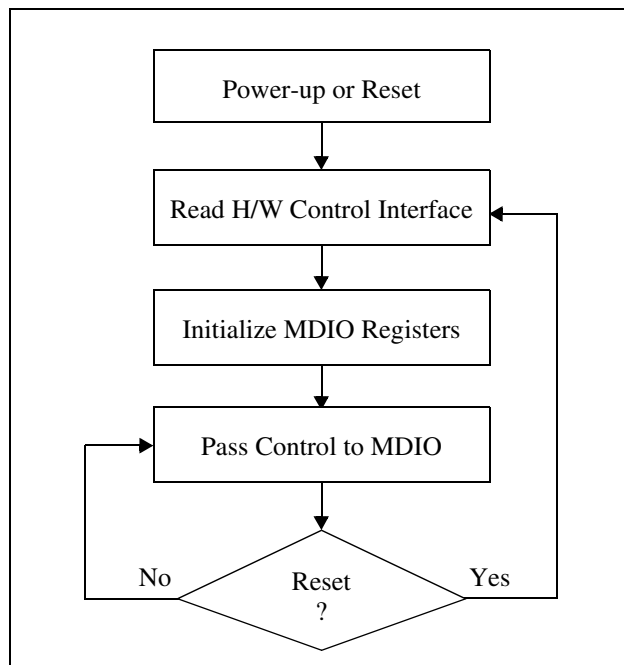 Power-up or Reset
Read H/W Control Interface
Initialize MDIO Registers
Pass Control to MDIO
No
Reset
?
Yes